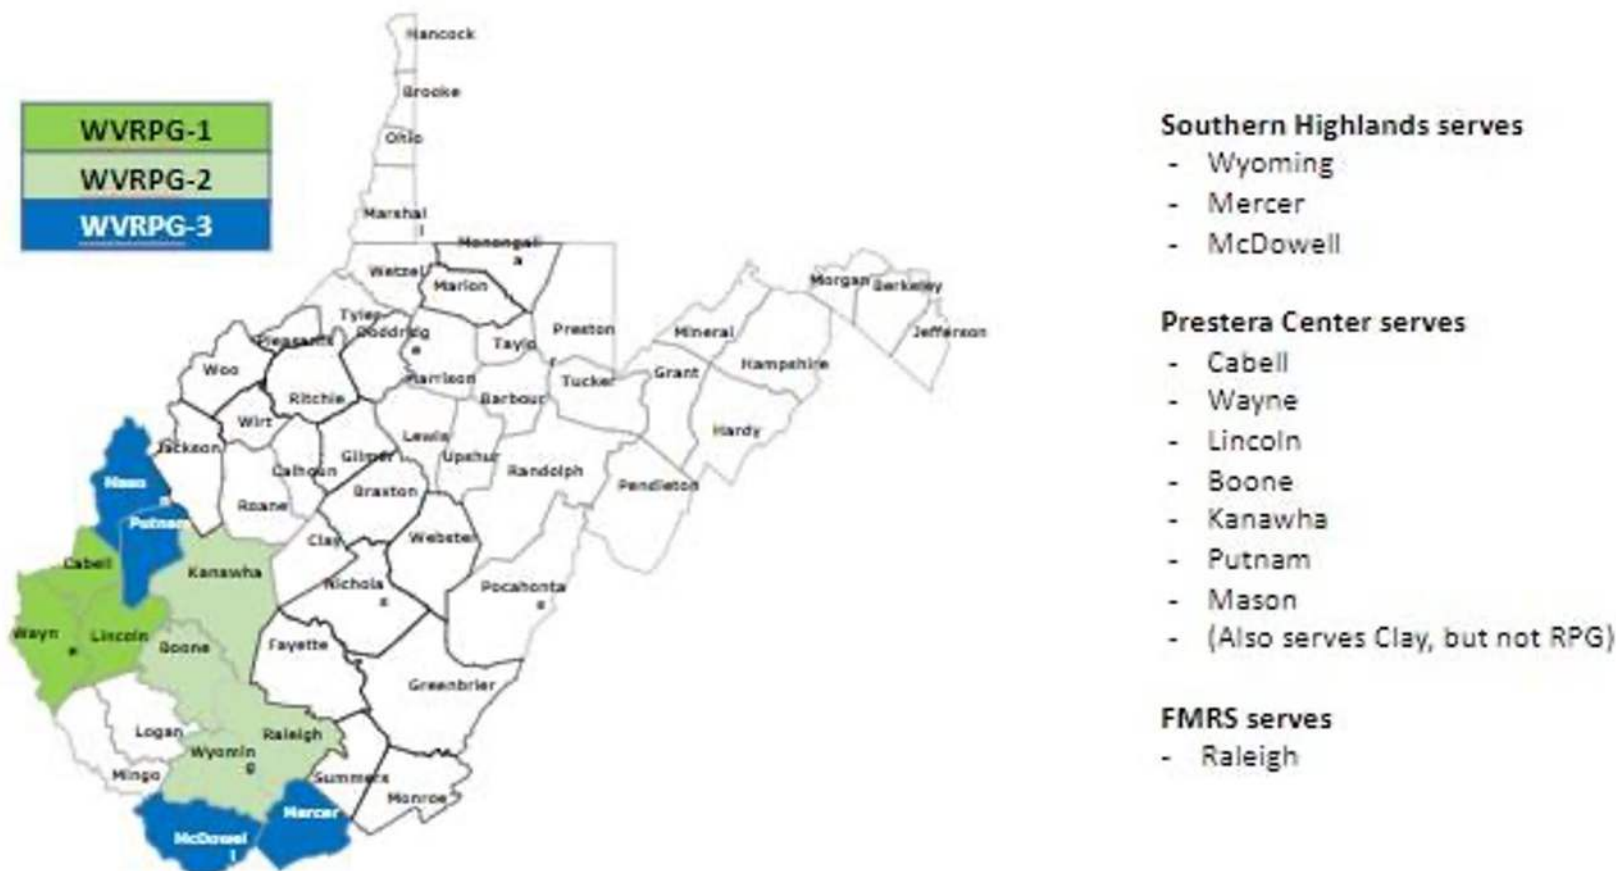 Hancock
Brooke
Ohio
Marshal
l
WVRPG-1
WVRPG-2
WVRPG-3
Monongali
a
Wetzel
Marion
Tyler
Doddridg
e
Pleasants
Taylo
r
Preston
Mineral
Morgan
Berkeley
Jefferson
Hampshire
Grant
Tucker
Woo
Ritchie
Harrison
Barbour
Wirt
Hardy
Jackson
Lewis
Gilmer
Calhoun
Upshur
Randolph
Pendleton
Maso
n
Roane
Braxton
Putnam
Clay
Webster
Cabell
Kanawha
Nichola
s
Pocahonta
s
Wayn
e
Lincoln
Boone
Fayette
Greenbrier
Logan
Raleigh
Wyomin
g
Mingo
Summers
Monroe
Mercer
McDowel
l
Southern Highlands serves
- Wyoming
- Mercer
- McDowell
Prestera Center serves
- Cabell
- Wayne
- Lincoln
- Boone
- Kanawha
- Putnam
- Mason
- (Also serves Clay, but not RPG)
FMRS serves
- Raleigh